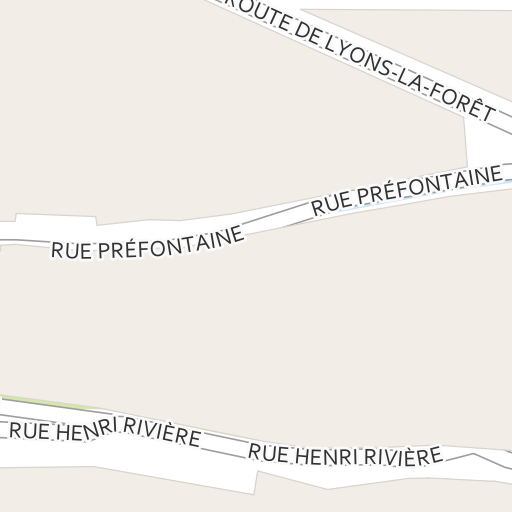 ROUTE DE LYONS-LA-FORÊT
RUE PRÉFONTAINE
RUE PRÉFONTAINE
RUE HENRI RIVIÈRE
RUE HENRI RIVIÈRE